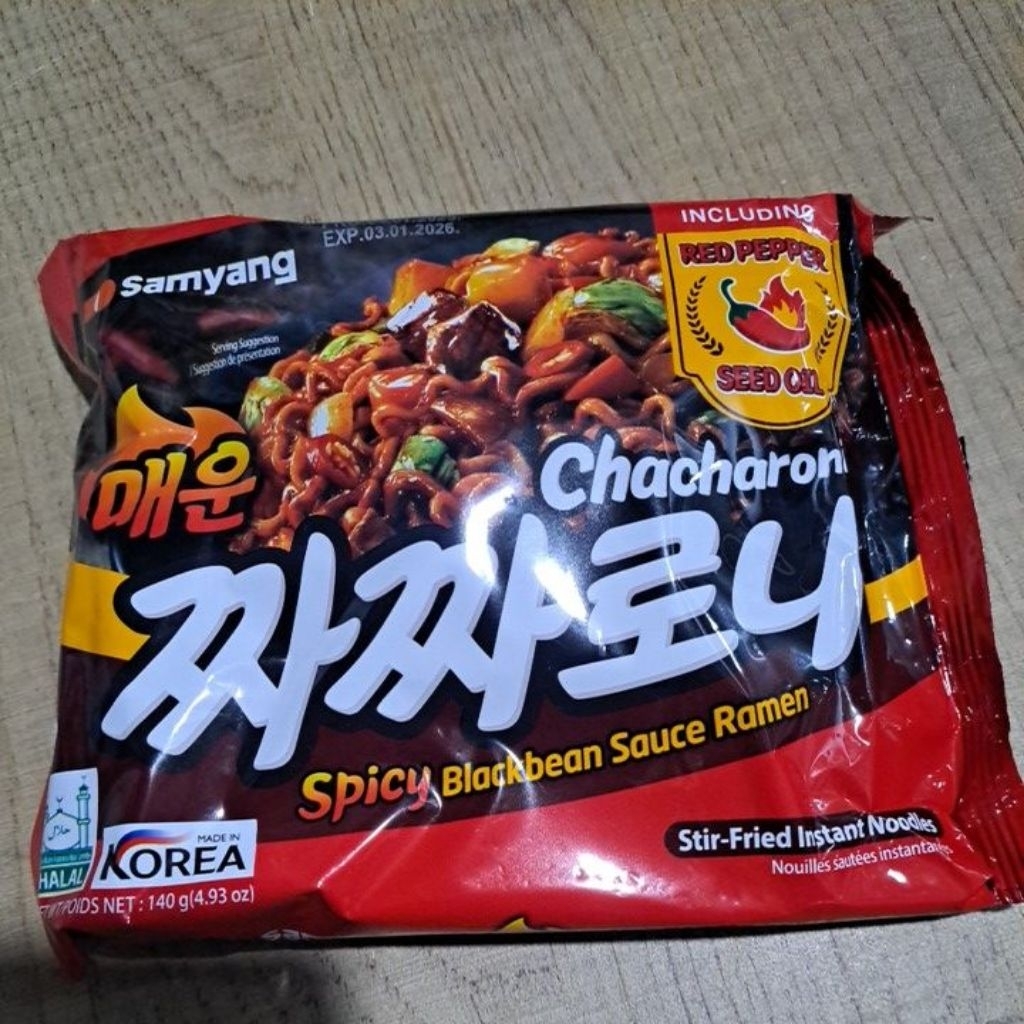 EXP.03.01.2026.
INCLUDING
RED PEPPER
SEED OIL
samyang
Serving Suggestion
/ Suggestion de présentation
매운
Chacharoni
짜짜로니
Spicy Blackbean Sauce Ramen
حلال
HALAL
MADE IN
KOREA
Stir-Fried Instant Noodles
Nouilles sautées instantanées
POIDS NET : 140 g(4.93 oz)